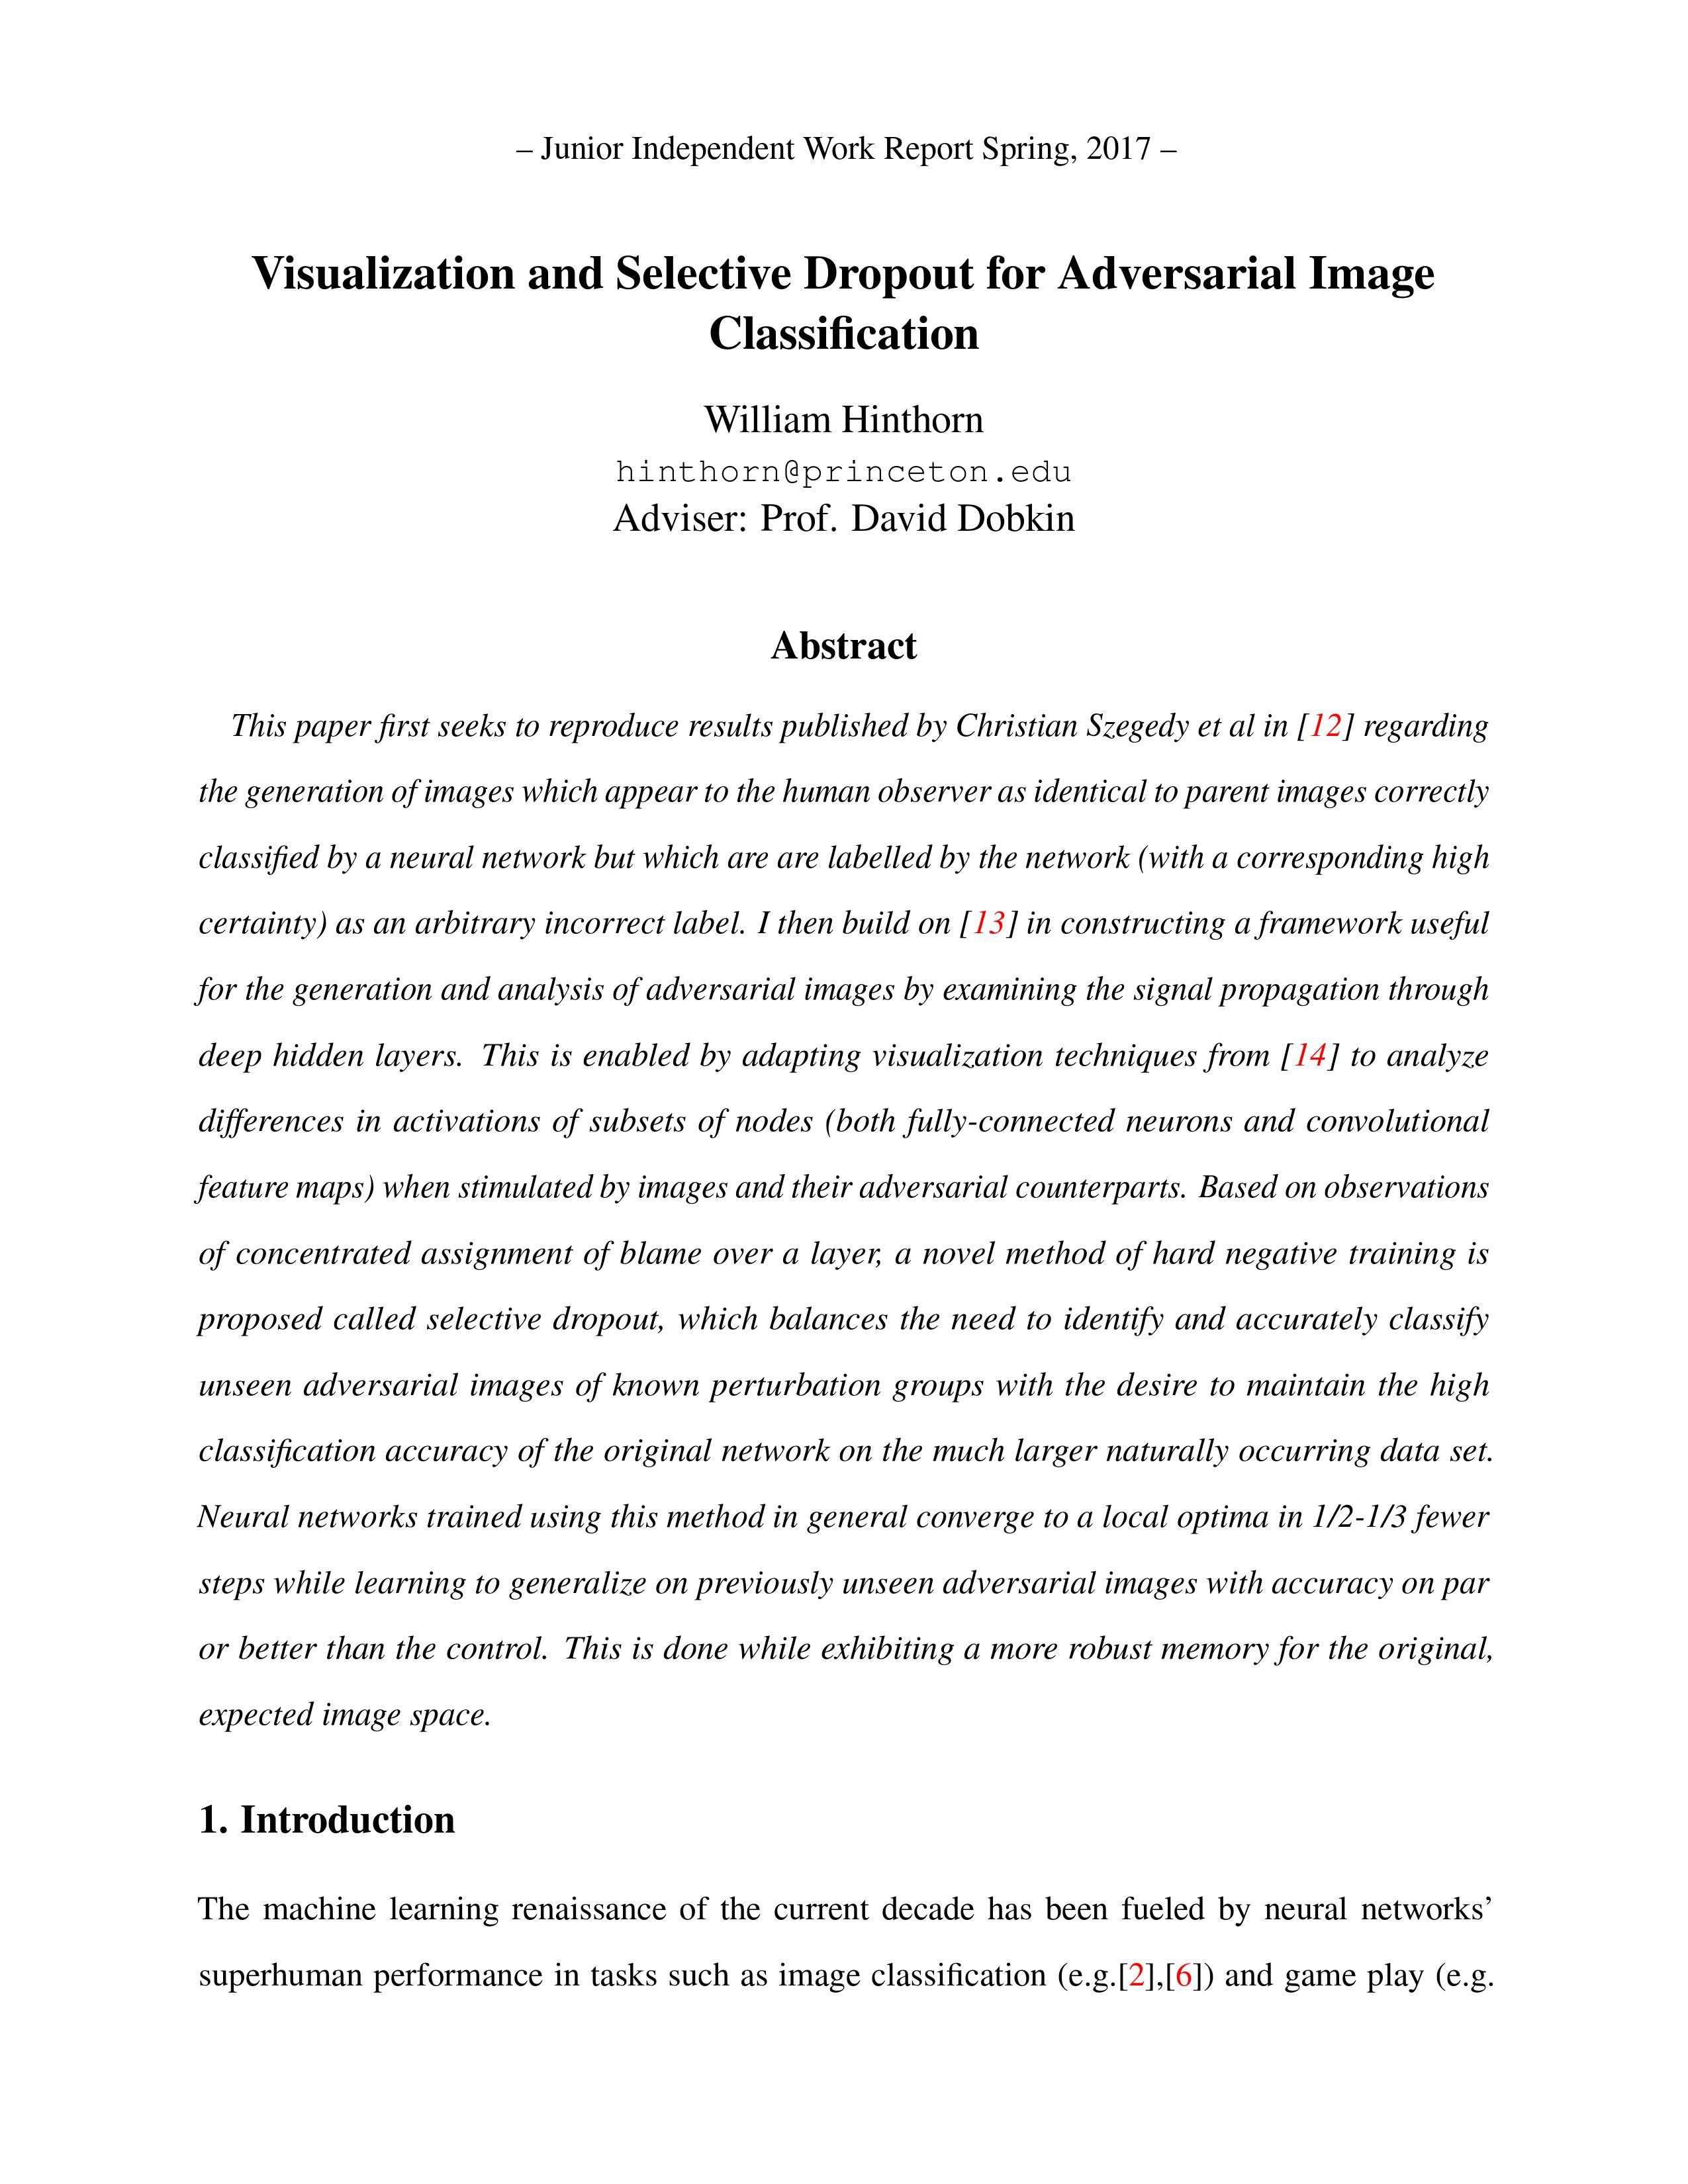 – Junior Independent Work Report Spring, 2017 –
Visualization and Selective Dropout for Adversarial Image
Classification
William Hinthorn
hinthorn@princeton.edu
Adviser: Prof. David Dobkin
Abstract
This paper first seeks to reproduce results published by Christian Szegedy et al in [12] regarding
the generation of images which appear to the human observer as identical to parent images correctly
classified by a neural network but which are are labelled by the network (with a corresponding high
certainty) as an arbitrary incorrect label. I then build on [13] in constructing a framework useful
for the generation and analysis of adversarial images by examining the signal propagation through
deep hidden layers. This is enabled by adapting visualization techniques from [14] to analyze
differences in activations of subsets of nodes (both fully-connected neurons and convolutional
feature maps) when stimulated by images and their adversarial counterparts. Based on observations
of concentrated assignment of blame over a layer, a novel method of hard negative training is
proposed called selective dropout, which balances the need to identify and accurately classify
unseen adversarial images of known perturbation groups with the desire to maintain the high
classification accuracy of the original network on the much larger naturally occurring data set.
Neural networks trained using this method in general converge to a local optima in 1/2-1/3 fewer
steps while learning to generalize on previously unseen adversarial images with accuracy on par
or better than the control. This is done while exhibiting a more robust memory for the original,
expected image space.
1. Introduction
The machine learning renaissance of the current decade has been fueled by neural networks’
superhuman performance in tasks such as image classification (e.g.[2],[6]) and game play (e.g.